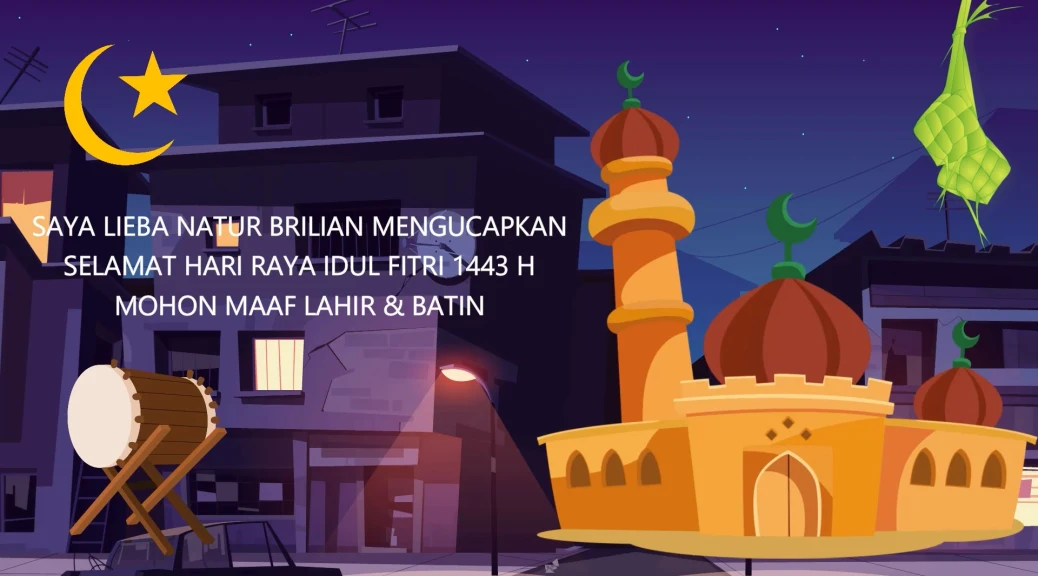 SAYA LIEBA NATUR BRILIAN MENGUCAPKAN
SELAMAT HARI RAYA IDUL FITRI 1443 H
MOHON MAAF LAHIR & BATIN